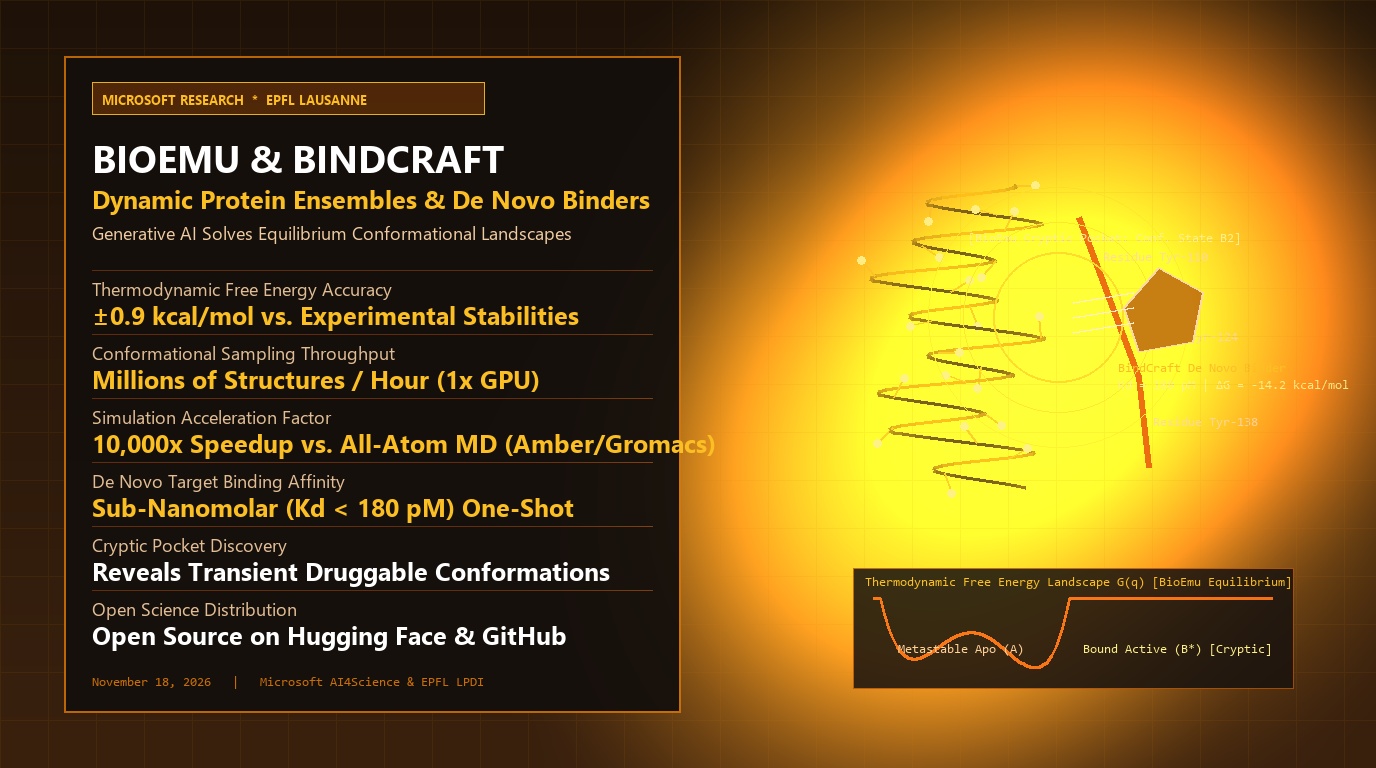 MICROSOFT RESEARCH * EPFL LAUSANNE
BIOEMU & BINDCRAFT
Dynamic Protein Ensembles & De Novo Binders
Generative AI Solves Equilibrium Conformational Landscapes
Thermodynamic Free Energy Accuracy
±0.9 kcal/mol vs. Experimental Stabilities
Conformational Sampling Throughput
Millions of Structures / Hour (1x GPU)
Simulation Acceleration Factor
10,000x Speedup vs. All-Atom MD (Amber/Gromacs)
De Novo Target Binding Affinity
Sub-Nanomolar (Kd < 180 pM) One-Shot
Cryptic Pocket Discovery
Reveals Transient Druggable Conformations
Open Science Distribution
Open Source on Hugging Face & GitHub
November 18, 2026 | Microsoft AI4Science & EPFL LPDI
State B2]
BindCraft De Novo
| ΔG = -14.2 kcal/mol
Residue Tyr-138
Thermodynamic Free Energy Landscape G(q) [BioEmu Equilibrium]
Metastable Apo (A)
Bound Active (B*) [Cryptic]